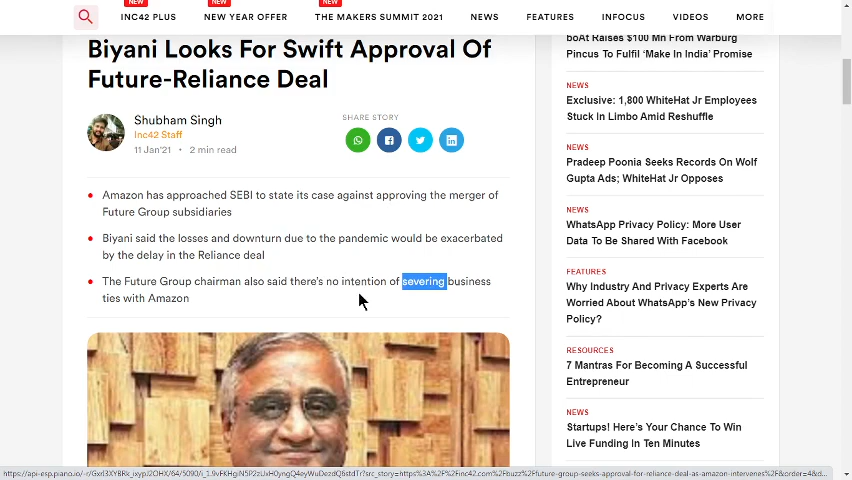 NEW
NEW
NEW
INC42 PLUS
NEW YEAR OFFER
THE MAKERS SUMMIT 2021
NEWS
FEATURES
INFOCUS
VIDEOS
MORE
Biyani Looks For Swift Approval Of
Future-Reliance Deal
Shubham Singh
Inc42 Staff
11 Jan'21 • 2 min read
SHARE STORY
Amazon has approached SEBI to state its case against approving the merger of
Future Group subsidiaries
Biyani said the losses and downturn due to the pandemic would be exacerbated
by the delay in the Reliance deal
The Future Group chairman also said there's no intention of severing business
ties with Amazon
boAt Raises $100 Mn From Warburg
Pincus To Fulfil ‘Make In India’ Promise
NEWS
Exclusive: 1,800 WhiteHat Jr Employees
Stuck In Limbo Amid Reshuffle
NEWS
Pradeep Poonia Seeks Records On Wolf
Gupta Ads; WhiteHat Jr Opposes
NEWS
WhatsApp Privacy Policy: More User
Data To Be Shared With Facebook
FEATURES
Why Industry And Privacy Experts Are
Worried About WhatsApp’s New Privacy
Policy?
RESOURCES
7 Mantras For Becoming A Successful
Entrepreneur
NEWS
Startups! Here’s Your Chance To Win
Live Funding In Ten Minutes